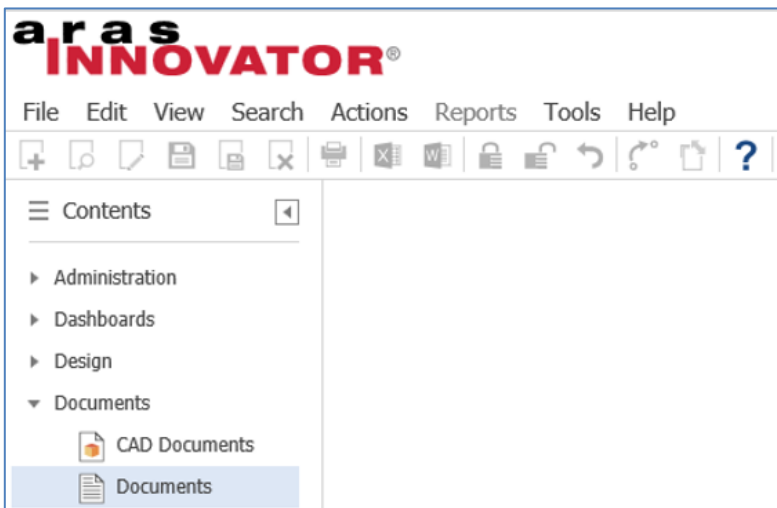 aras
INNOVATOR®
File Edit View Search Actions Reports Tools Help
?
Contents
Administration
Dashboards
Design
Documents
CAD Documents
Documents